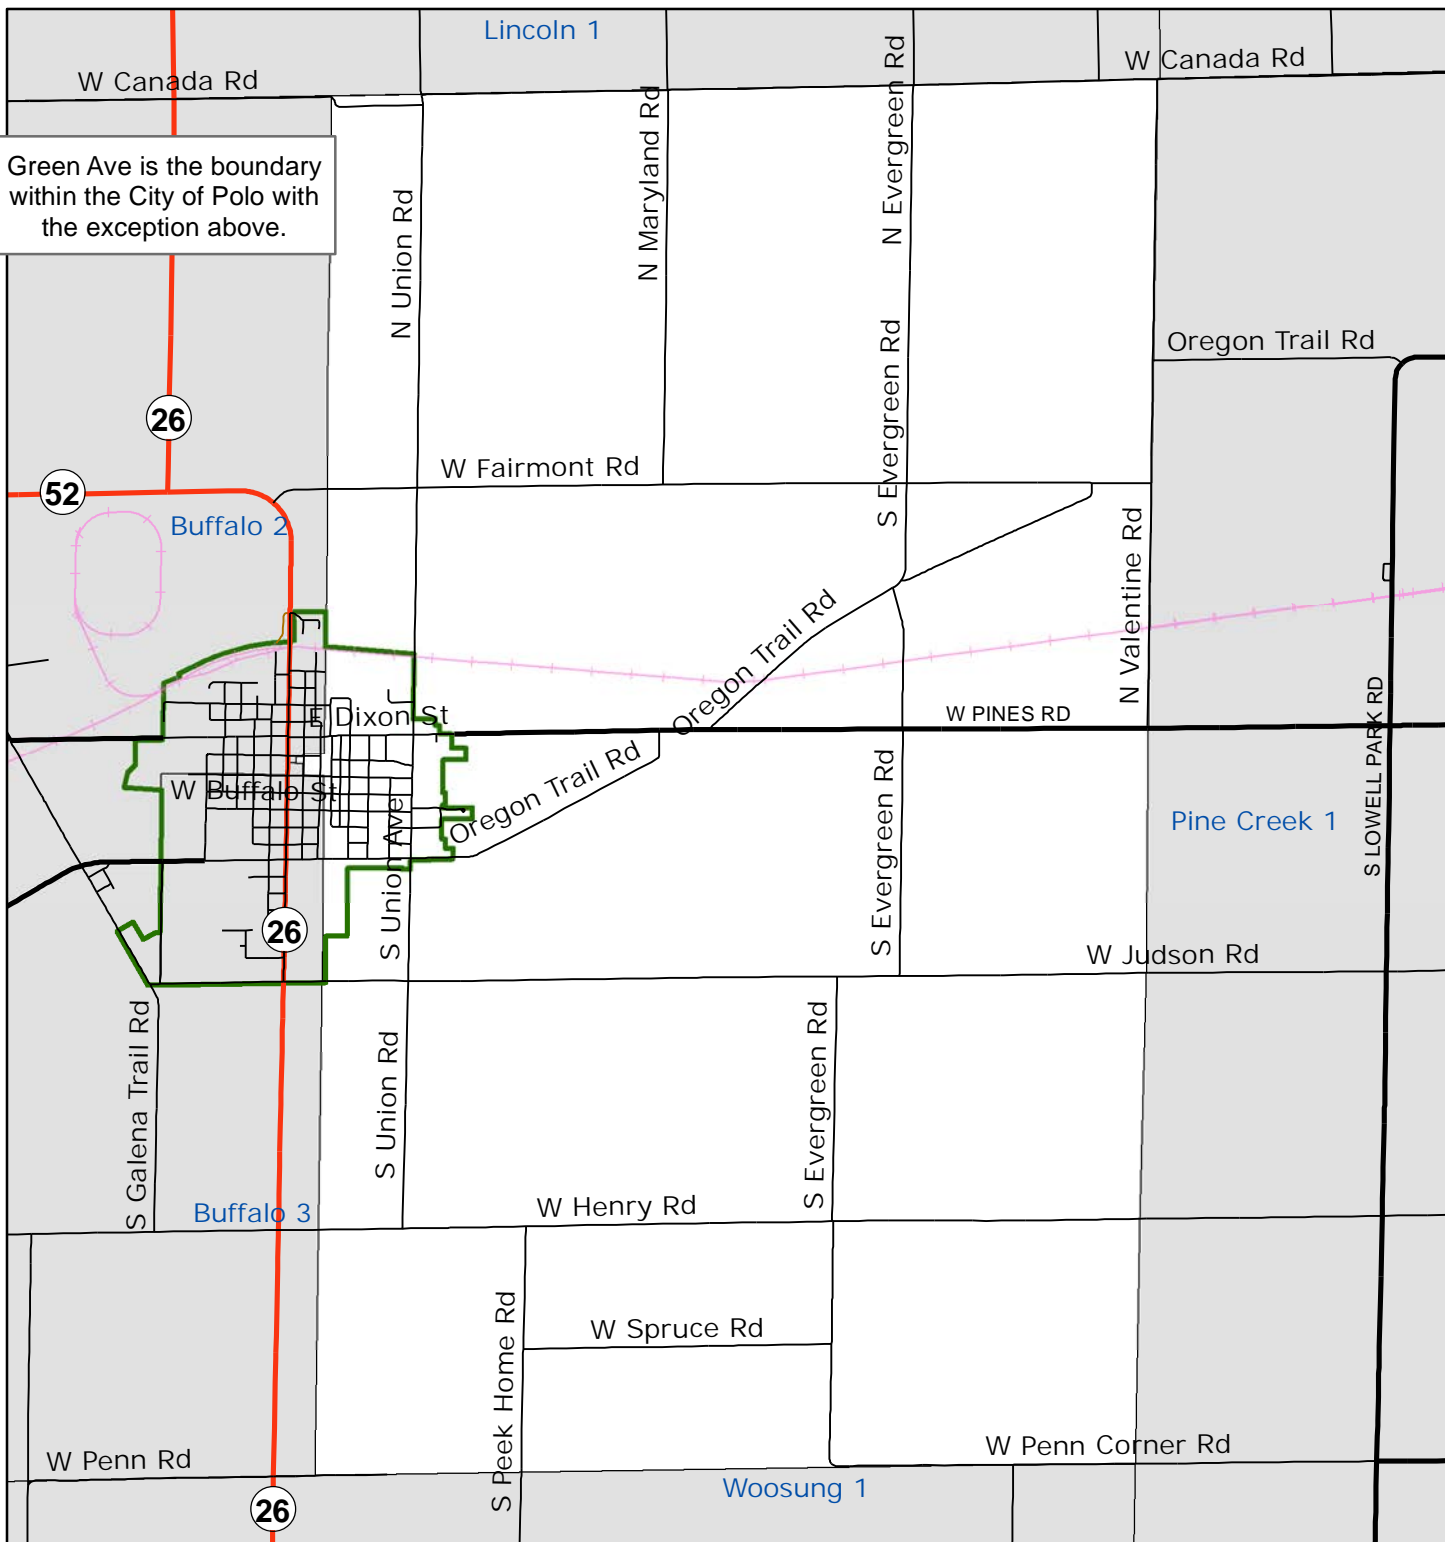 Lincoln 1
W Canada Rd
W Canada Rd
Green Ave is the boundary
within the City of Polo with
the exception above.
N Union Rd
N Maryland Rd
N Evergreen Rd
Oregon Trail Rd
26
S Evergreen Rd
W Fairmont Rd
52
Buffalo 2
N Valentine Rd
Oregon Trail Rd
E Dixon St
W PINES RD
S LOWELL PARK RD
W Buffalo St
Oregon Trail Rd
S Union Ave
S Evergreen Rd
Pine Creek 1
26
W Judson Rd
S Galena Trail Rd
S Union Rd
S Evergreen Rd
Buffalo 3
W Henry Rd
S Peek Home Rd
W Spruce Rd
W Penn Rd
W Penn Corner Rd
Woosung 1
26